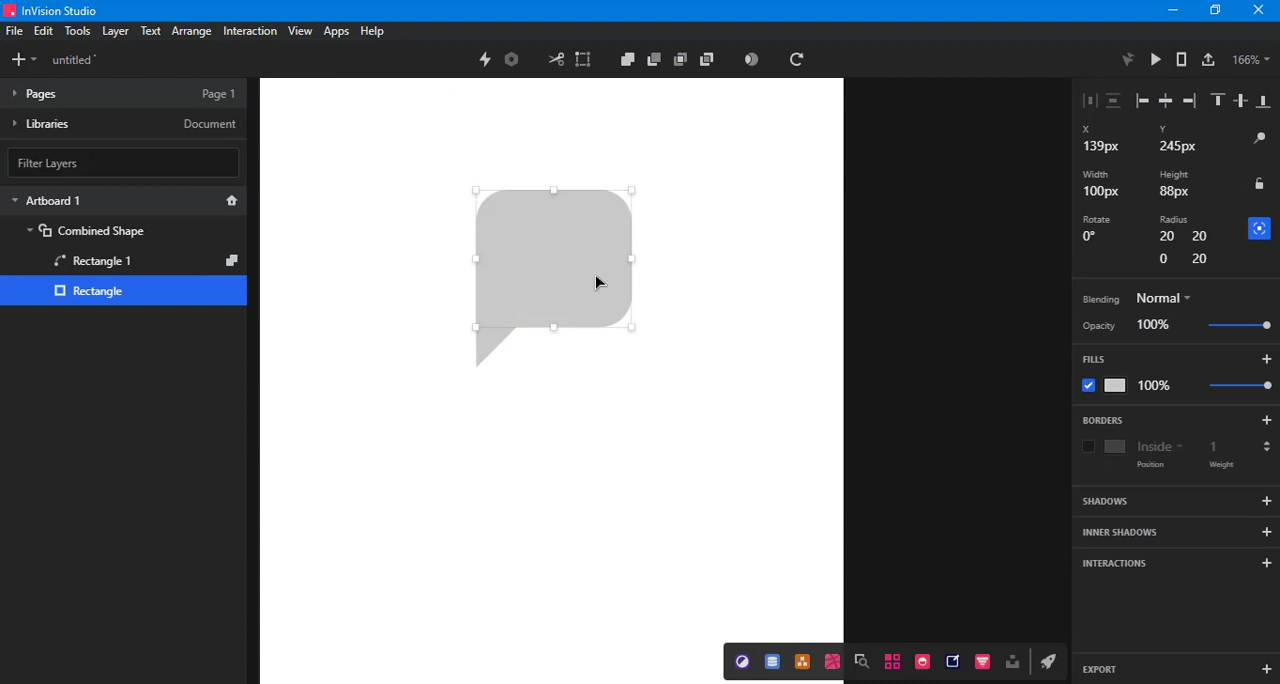 InVision Studio
File Edit Tools Layer Text Arrange Interaction View Apps Help
untitled*
166%
Pages Page 1
Libraries Document
Filter Layers
Artboard 1
Combined Shape
Rectangle 1
Rectangle
X Y
139px 245px
Width Height
100px 88px
Rotate Radius
0° 20 20
0 20
Blending Normal
Opacity 100%
FILLS
100%
BORDERS
Inside 1
Position Weight
SHADOWS
INNER SHADOWS
INTERACTIONS
EXPORT